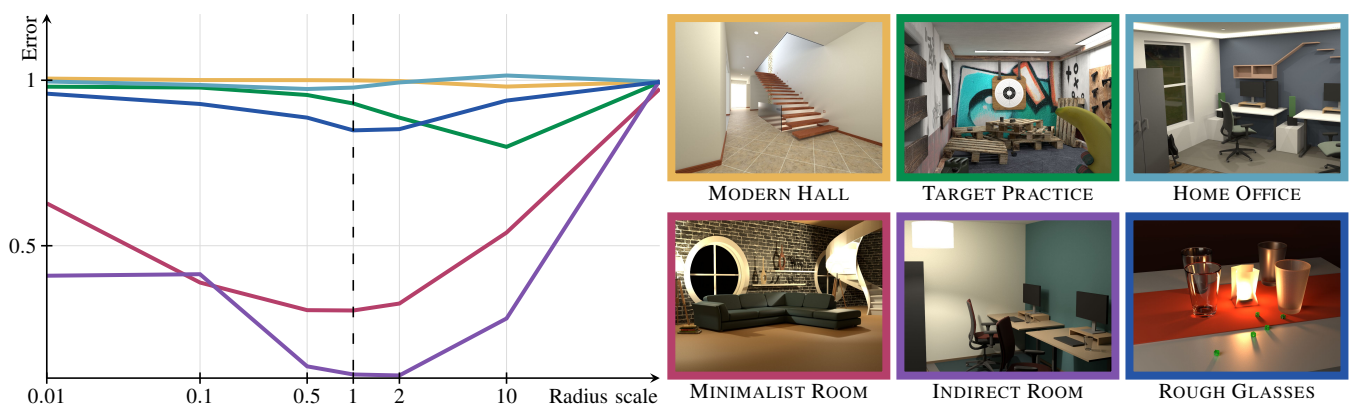 Error
1
0.5
0.01 0.1 0.5 1 2 10 Radius scale
MODERN HALL TARGET PRACTICE HOME OFFICE
MINIMALIST ROOM INDIRECT ROOM ROUGH GLASSES